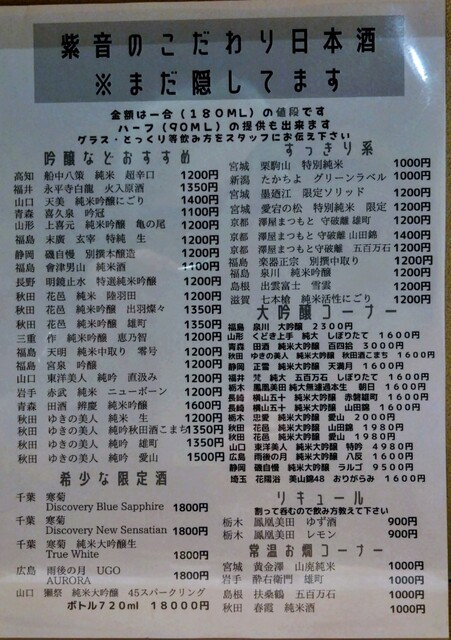 紫音のこだわり日本酒
※まだ隠してます
金額は一合（180ML）の値段です
ハーフ（90ML）の提供も出来ます
グラス・とっくり等飲み方をスタッフにお伝え下さい
吟醸などおすすめ
高知 船中八策 純米 超辛口 1200円
福井 永平寺白龍 火入原酒 1350円
山口 天美 純米吟醸にごり 1400円
青森 喜久泉 吟冠 1100円
山形 上喜元 純米吟醸 亀の尾 1200円
福島 末廣 玄宰 特純 生 1200円
静岡 磯自慢 別撰本醸造 1200円
福島 會津男山 純米酒 1100円
長野 明鏡止水 特選純米吟醸 1200円
秋田 花邑 純米 陸羽田 1200円
秋田 花邑 純米吟醸 出羽燦々 1350円
秋田 花邑 純米吟醸 雄町 1350円
三重 作 純米吟醸 恵乃智 1200円
福島 天明 純米中取り 零号 1200円
福島 宮泉 吟醸 1200円
山口 東洋美人 純吟 直汲み 1200円
岩手 赤武 純米 ニューボーン 1200円
青森 田酒 辨慶 純米吟醸 1600円
秋田 ゆきの美人 純米 生 1200円
秋田 ゆきの美人 純吟秋田酒こまち 1350円
秋田 ゆきの美人 純吟 雄町 1350円
秋田 ゆきの美人 純吟 愛山 1500円
希少な限定酒
千葉 寒菊
Discovery Blue Sapphire 1800円
千葉 寒菊
Discovery New Sensatian 1800円
千葉 寒菊 純米大吟醸生
True White 1800円
広島 雨後の月 UGO
AURORA 1800円
山口 獺祭 純米大吟醸 45スパークリング
ボトル720ml 18000円
すっきり系
宮城 栗駒山 特別純米 1000円
新潟 たかちよ グリーンラベル 1000円
宮城 墨廼江 限定ソリッド 1200円
宮城 愛宕の松 特別純米 限定 1200円
京都 澤屋まつもと守破離 雄町 1200円
京都 澤屋まつもと守破離 山田錦 1400円
京都 澤屋まつもと守破離 五百万石 1200円
福島 楽器正宗 別撰中取り 1200円
福島 泉川 純米吟醸 1200円
島根 出雲富士 雪雲 1200円
滋賀 七本槍 純米活性にごり 1200円
大吟醸コーナー
福島 泉川 大吟醸 2300円
山形 くどき上手 純大 しぼりたて 1600円
青森 田酒 純米大吟醸 百四拾 3000円
秋田 ゆきの美人 純米大吟醸 秋田酒こまち 1600円
静岡 正雪 純米大吟醸 天満月 1600円
福井 梵 純大 五百万石 しぼりたて 1600円
栃木 鳳凰美田 純大無濾過本生 朝日 1600円
長崎 横山五十 純米大吟醸 赤磐雄町 1600円
長崎 横山五十 純米大吟醸 山田錦 1600円
栃木 忠愛 純米大吟醸 愛山 2000円
秋田 花邑 純米大吟醸 山田錦 1980円
秋田 花邑 純米大吟醸 愛山 1980円
山口 東洋美人 純米大吟醸 特吟 4980円
広島 雨後の月 純米大吟醸 八反 1600円
静岡 磯自慢 純米大吟醸 ラルゴ 9500円
埼玉 花陽浴 美山錦48 おりがらみ 1600円
リキュール
割って呑むので飲み方教えて下さい
栃木 鳳凰美田 ゆず酒 900円
栃木 鳳凰美田 レモン 900円
常温お燗コーナー
宮城 黄金澤 山廃純米 1000円
岩手 酔右衛門 雄町 1000円
島根 扶桑鶴 五百万石 1000円
秋田 春霞 純米酒 1000円